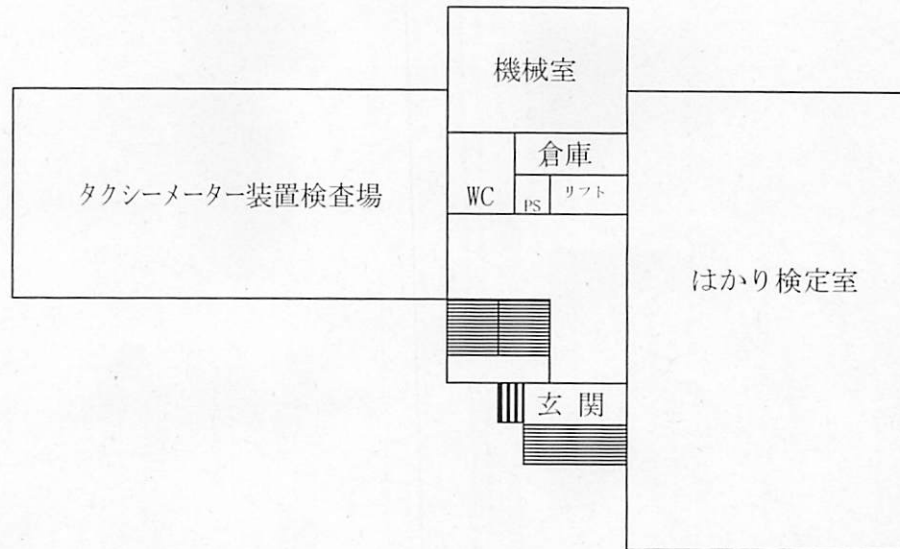 機械室
倉庫
タクシーメーター装置検査場
WC
PS
リフト
はかり検定室
玄関